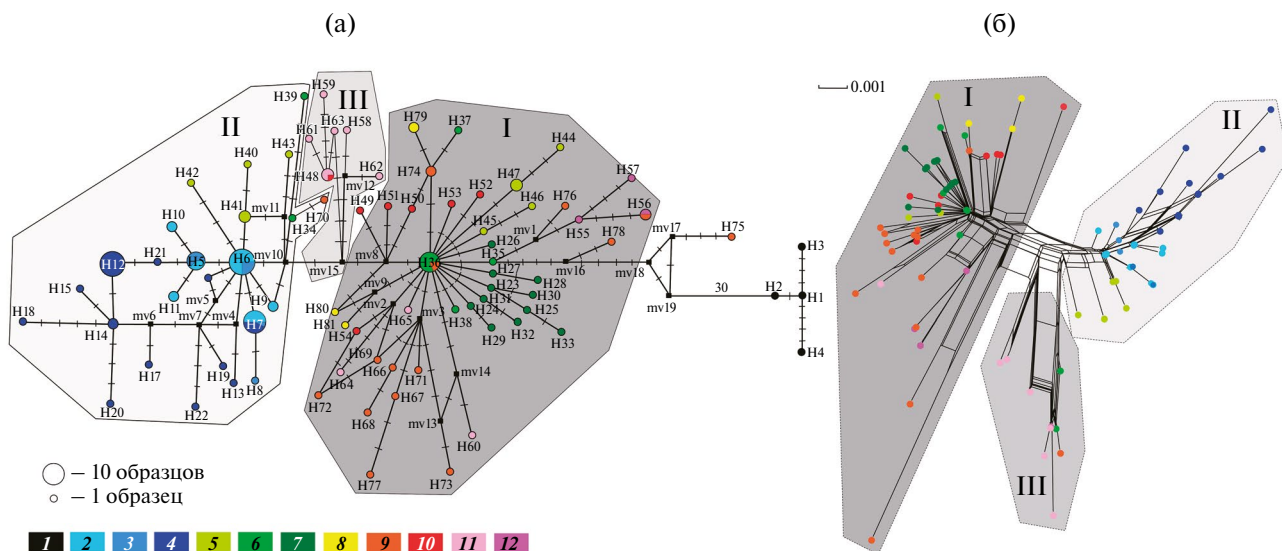 (а)
(б)
0.001
I
II
III
H59
H39
H61
H63
H58
III
II
I
H79
H37
H44
H43
H40
H42
H48
H62
mv12
H74
H47
H57
H51
H53
H52
H49
H50
H46
H76
H56
H10
H41
mv11
H70
H34
H45
mv1
H55
H78
mv17
H75
H26
H35
H12
H21
H5
H6
mv10
mv15
mv8
H36
mv16
mv18
H3
H27
H23
H28
H15
H11
mv5
H9
mv9
mv2
H31
H30
mv19
30
H2
H1
H18
H14
mv6
mv7
mv4
H7
H80
H81
H65
mv3
H38
H24
H25
H54
H29
H32
H33
H4
H17
H19
H13
H8
H69
H64
H66
H71
mv14
H20
H22
H72
H68
H67
mv13
H60
H77
H73
– 10 образцов
– 1 образец
1 2 3 4 5 6 7 8 9 10 11 12